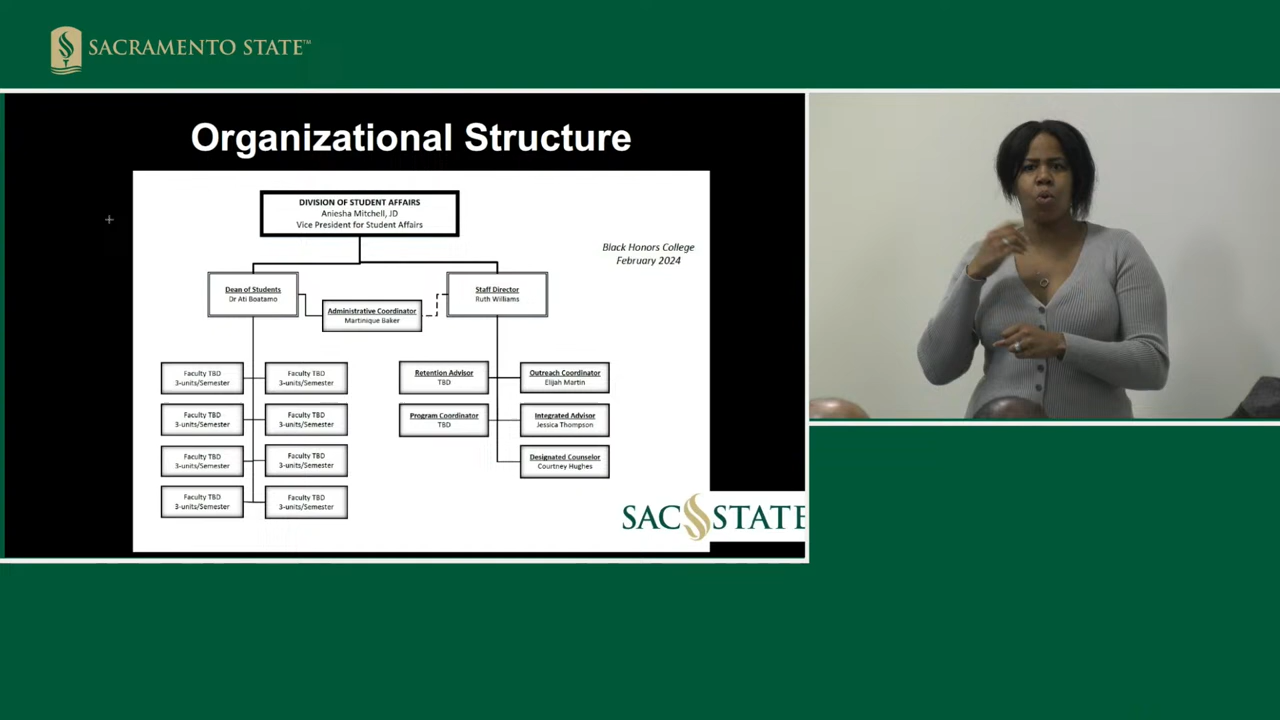 SACRAMENTO STATE™
Organizational Structure
DIVISION OF STUDENT AFFAIRS
Aniesha Mitchell, JD
Vice President for Student Affairs
Black Honors College
February 2024
Dean of Students
Dr Ati Boatamo
Staff Director
Ruth Williams
Administrative Coordinator
Martinique Baker
Faculty TBD
3-units/Semester
Faculty TBD
3-units/Semester
Retention Advisor
TBD
Outreach Coordinator
Elijah Martin
Faculty TBD
3-units/Semester
Faculty TBD
3-units/Semester
Program Coordinator
TBD
Integrated Advisor
Jessica Thompson
Faculty TBD
3-units/Semester
Faculty TBD
3-units/Semester
Designated Counselor
Courtney Hughes
Faculty TBD
3-units/Semester
Faculty TBD
3-units/Semester
SAC STATE